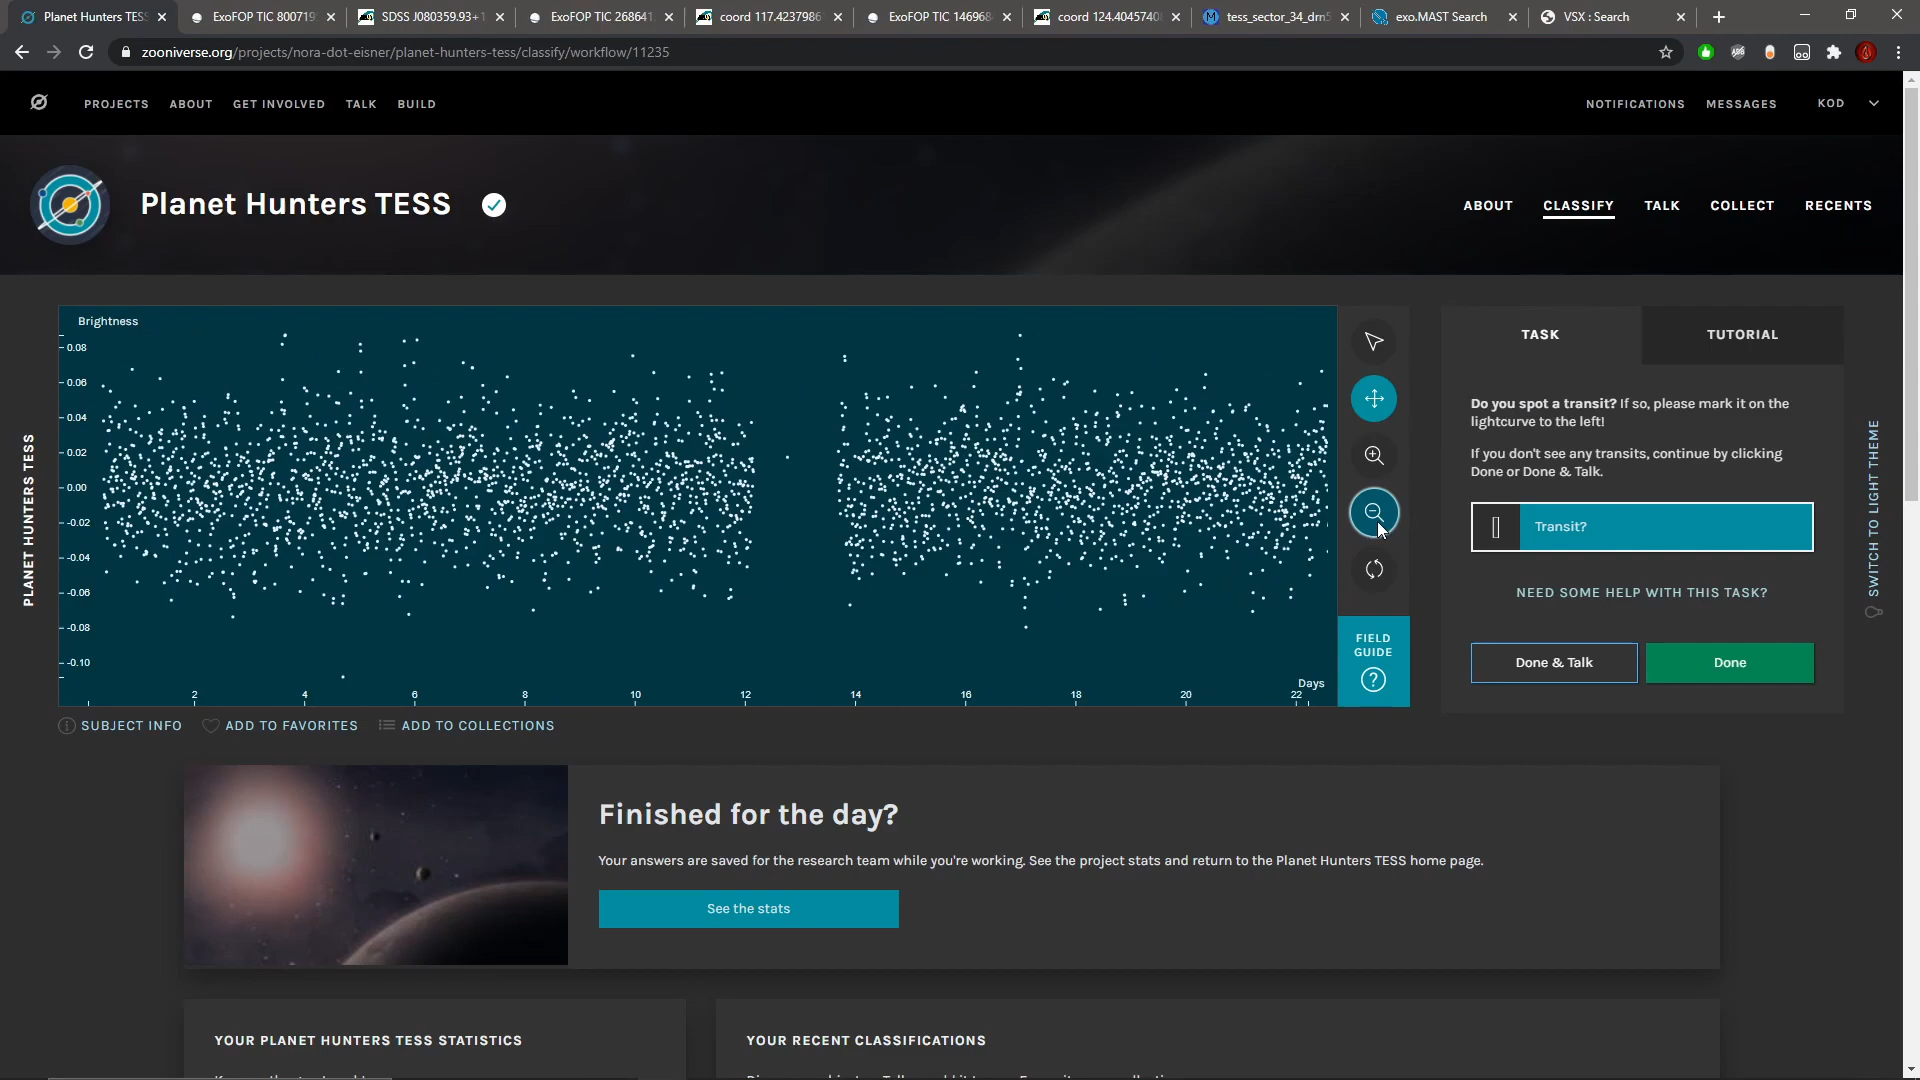 Planet Hunters TESS
ExoFOP TIC 80071
SDSS J080359.93+1
ExoFOP TIC 268641
coord 117.4237986
ExoFOP TIC 146968
coord 124.4045740
tess_sector_34_drn
exo.MAST Search
VSX : Search
zooniverse.org/projects/nora-dot-eisner/planet-hunters-tess/classify/workflow/11235
PROJECTS ABOUT GET INVOLVED TALK BUILD
NOTIFICATIONS MESSAGES KOD
Planet Hunters TESS
ABOUT CLASSIFY TALK COLLECT RECENTS
PLANET HUNTERS TESS
Brightness
0.08
0.06
0.04
0.02
0.00
-0.02
-0.04
-0.06
-0.08
-0.10
Days
2 4 6 8 10 12 14 16 18 20 22
FIELD
GUIDE
?
TASK
TUTORIAL
Do you spot a transit? If so, please mark it on the
lightcurve to the left!
If you don't see any transits, continue by clicking
Done or Done & Talk.
Transit?
NEED SOME HELP WITH THIS TASK?
Done & Talk
Done
SWITCH TO LIGHT THEME
SUBJECT INFO ADD TO FAVORITES ADD TO COLLECTIONS
Finished for the day?
Your answers are saved for the research team while you're working. See the project stats and return to the Planet Hunters TESS home page.
See the stats
YOUR PLANET HUNTERS TESS STATISTICS
YOUR RECENT CLASSIFICATIONS